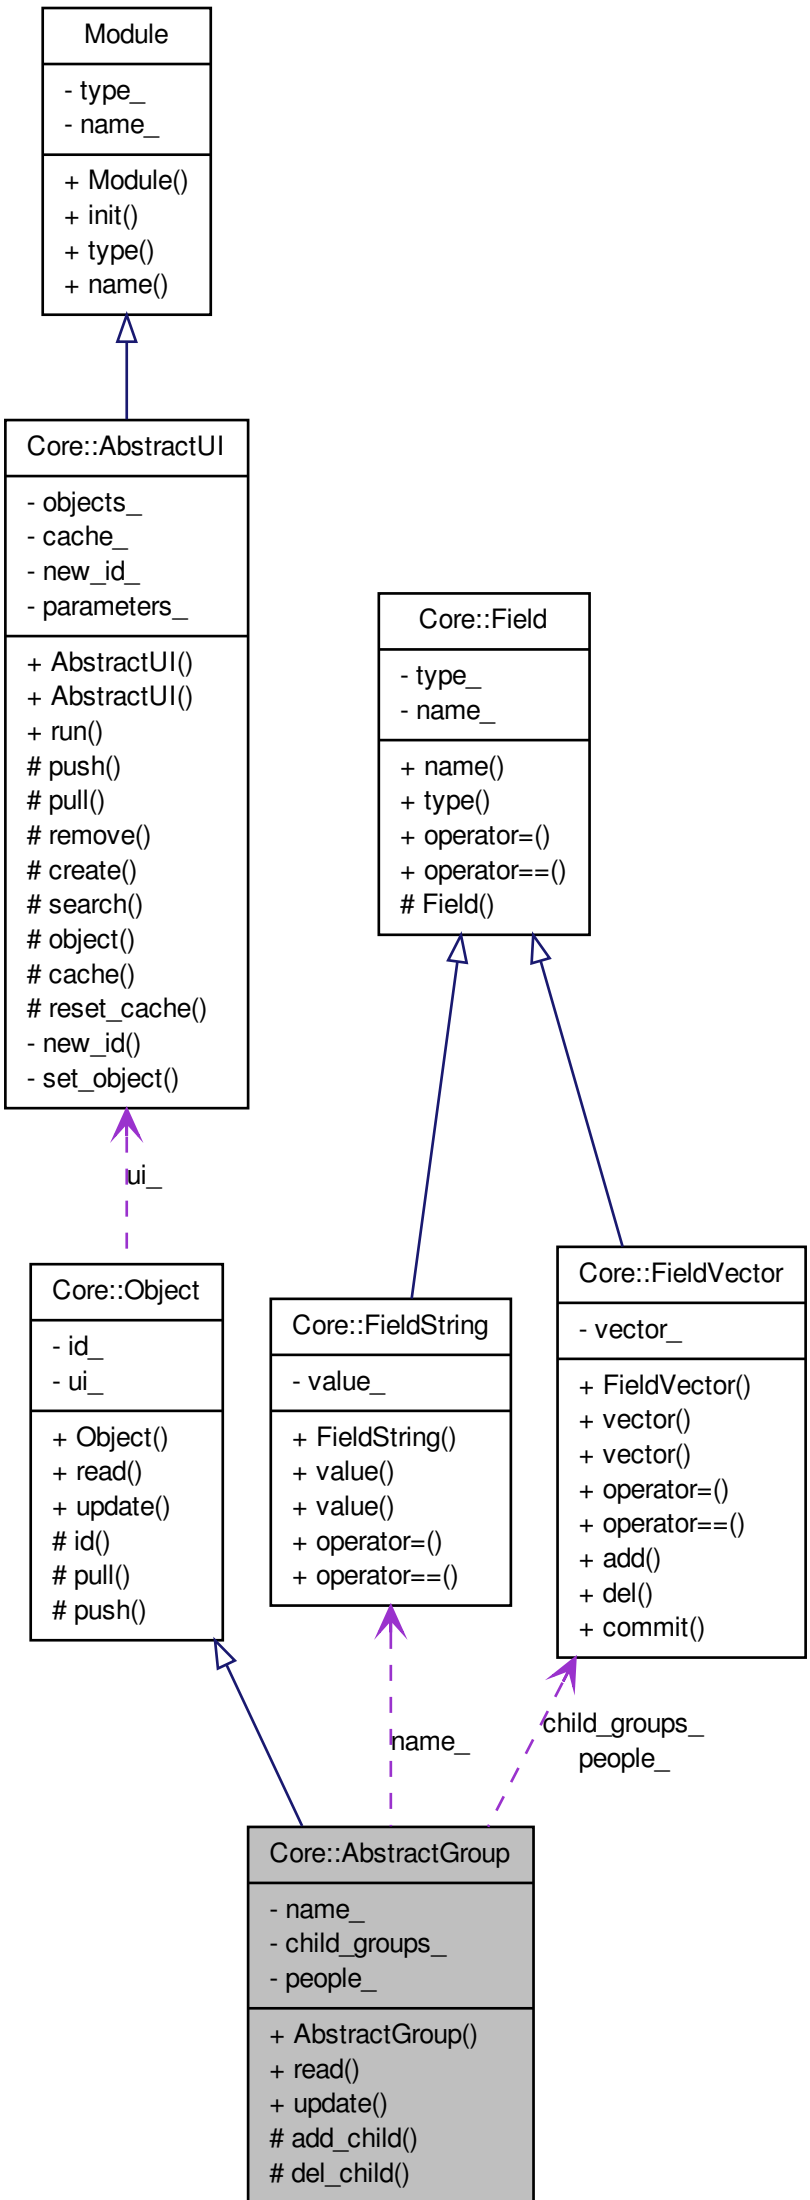 Module
- type_
- name_
+ Module()
+ init()
+ type()
+ name()
Core::AbstractUI
- objects_
- cache_
- new_id_
- parameters_
+ AbstractUI()
+ AbstractUI()
+ run()
# push()
# pull()
# remove()
# create()
# search()
# object()
# cache()
# reset_cache()
- new_id()
- set_object()
Core::Field
- type_
- name_
+ name()
+ type()
+ operator=()
+ operator==()
# Field()
ui_
Core::Object
- id_
- ui_
+ Object()
+ read()
+ update()
# id()
# pull()
# push()
Core::FieldString
- value_
+ FieldString()
+ value()
+ value()
+ operator=()
+ operator==()
Core::FieldVector
- vector_
+ FieldVector()
+ vector()
+ vector()
+ operator=()
+ operator==()
+ add()
+ del()
+ commit()
name_
child_groups_
people_
Core::AbstractGroup
- name_
- child_groups_
- people_
+ AbstractGroup()
+ read()
+ update()
# add_child()
# del_child()